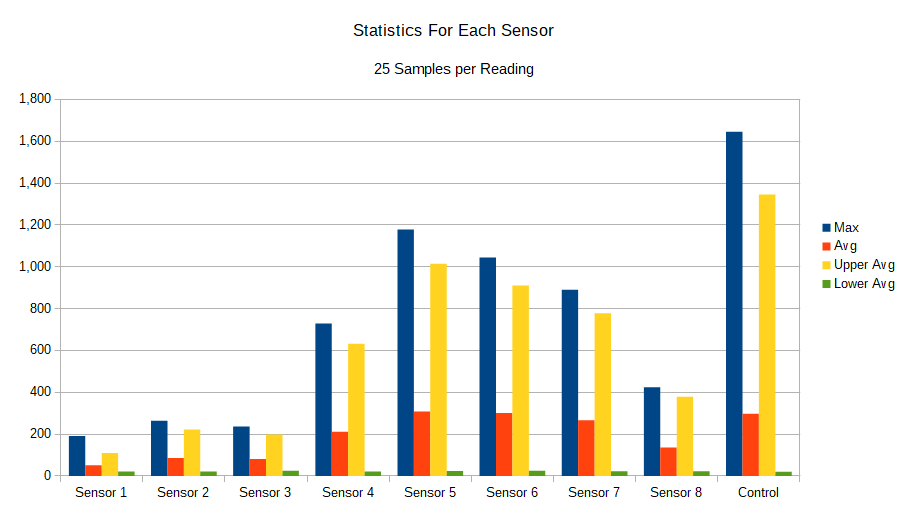 Statistics For Each Sensor
25 Samples per Reading
1,800
1,600
1,400
1,200
1,000
800
600
400
200
0
Sensor 1 Sensor 2 Sensor 3 Sensor 4 Sensor 5 Sensor 6 Sensor 7 Sensor 8 Control
Max
Avg
Upper Avg
Lower Avg